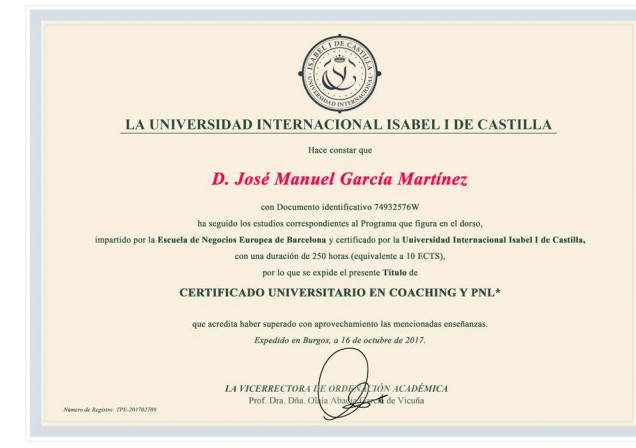 ISABEL I DE CASTILLA
UNIVERSIDAD INTERNACIONAL
LA UNIVERSIDAD INTERNACIONAL ISABEL I DE CASTILLA
Hace constar que
D. José Manuel García Martínez
con Documento identificativo 74932576W
ha seguido los estudios correspondientes al Programa que figura en el dorso,
impartido por la Escuela de Negocios Europea de Barcelona y certificado por la Universidad Internacional Isabel I de Castilla,
con una duración de 250 horas (equivalente a 10 ECTS),
por lo que se expide el presente Título de
CERTIFICADO UNIVERSITARIO EN COACHING Y PNL*
que acredita haber superado con aprovechamiento las mencionadas enseñanzas.
Expedido en Burgos, a 16 de octubre de 2017.
LA VICERRECTORA DE ORDENACIÓN ACADÉMICA
Prof. Dra. Dña. Olaia Abadía García de Vicuña
Número de Registro: TPE-201702709